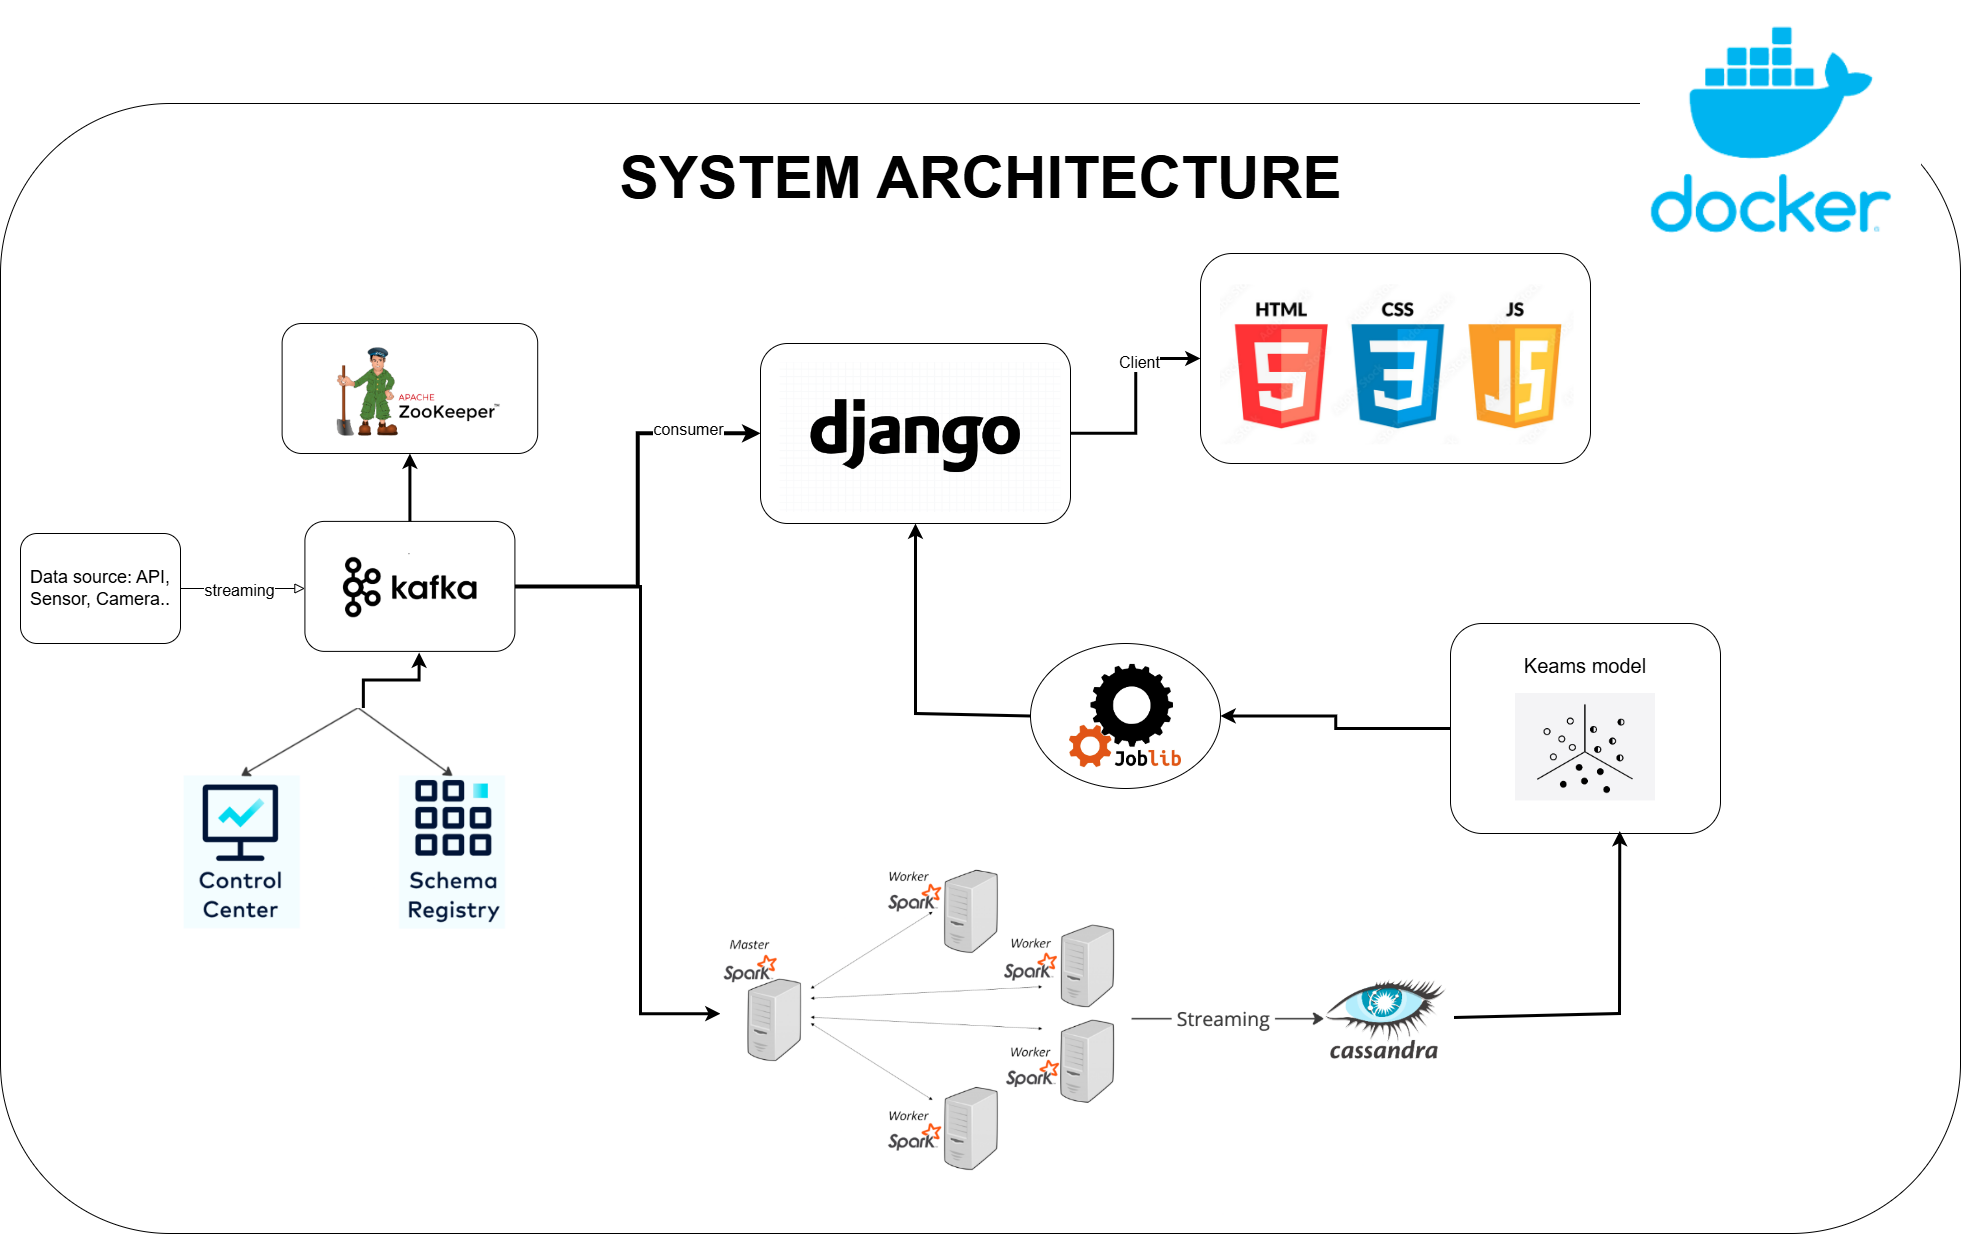 docker
SYSTEM ARCHITECTURE
HTML CSS JS
Client
APACHE
ZooKeeper™
consumer
django
Data source: API,
Sensor, Camera..
streaming
kafka
Keams model
Joblib
Control
Center
Schema
Registry
Worker
Spark
Master
Spark
Worker
Spark
Worker
Spark
Worker
Spark
Streaming
cassandra